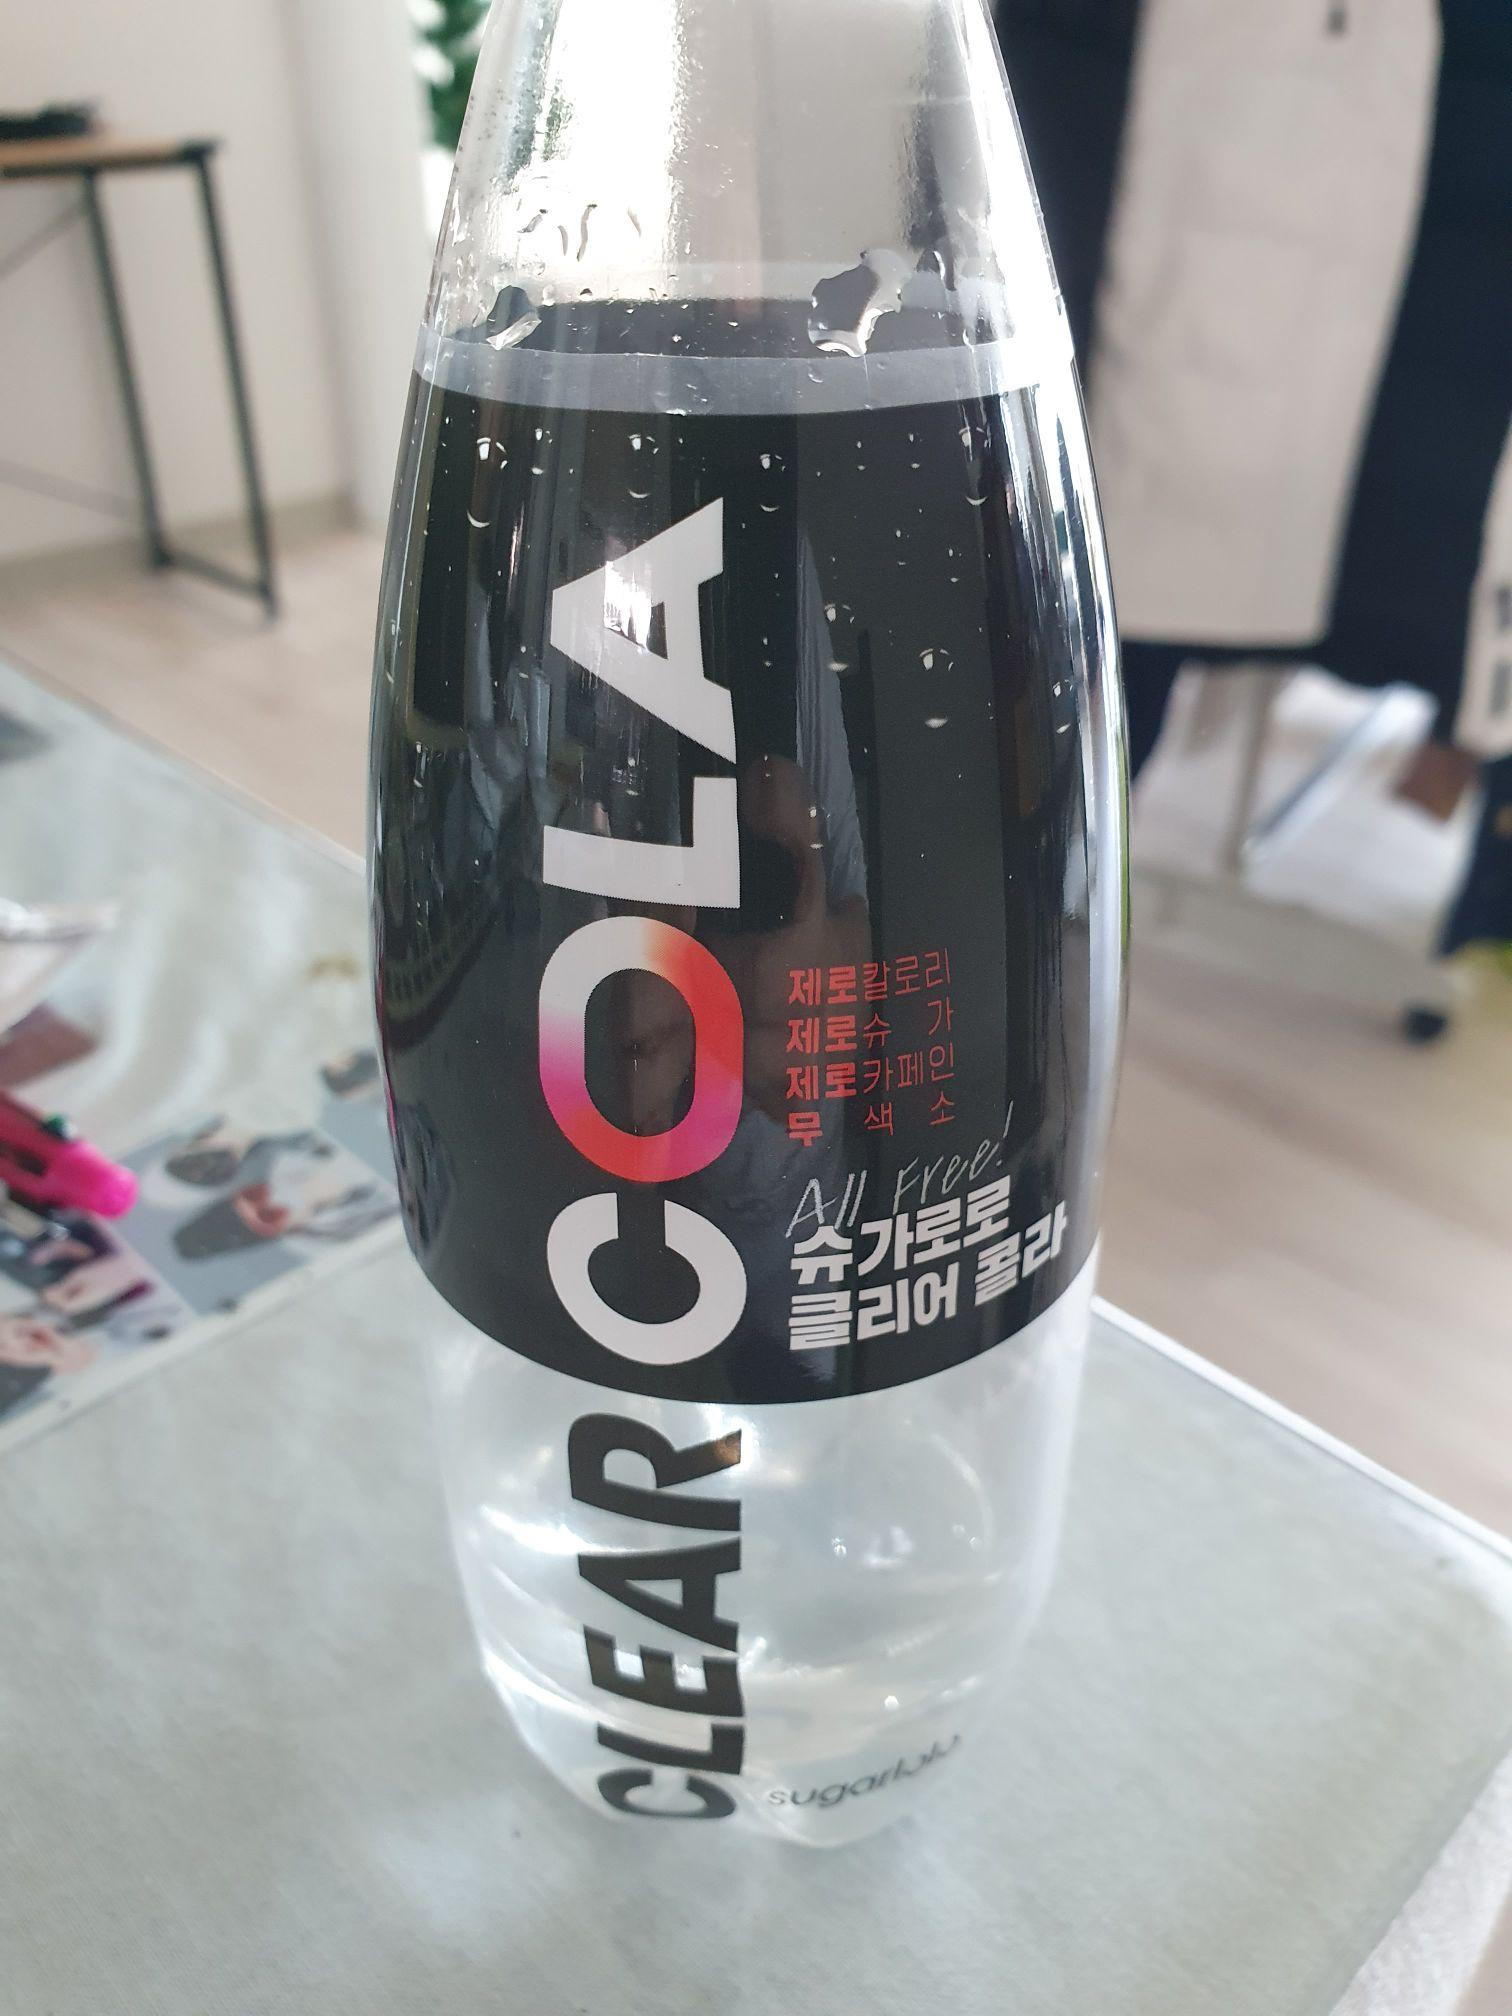 CLEAR COLA
제로칼로리
제로슈가
제로카페인
무색소
All Free!
슈가로로
클리어 콜라
sugarlolo